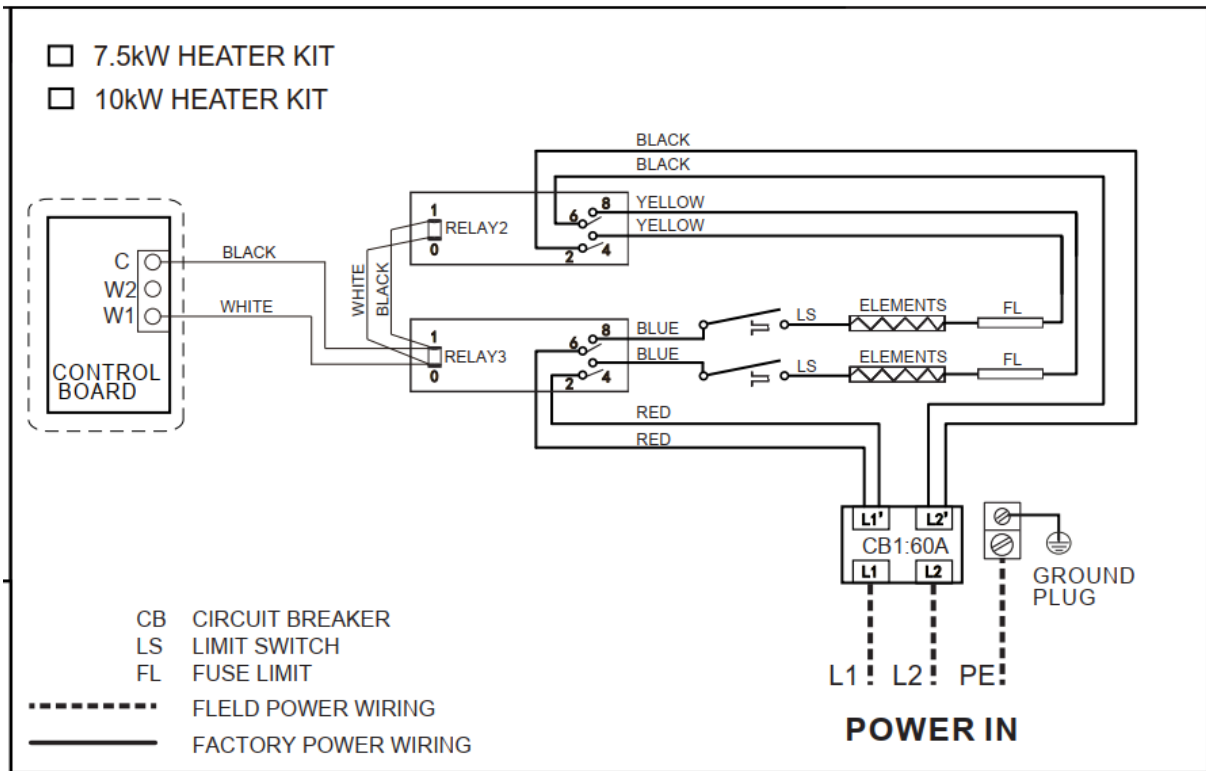 7.5kW HEATER KIT
10kW HEATER KIT
BLACK
BLACK
YELLOW
YELLOW
1
RELAY2
0
8
6
4
2
C
W2
W1
BLACK
WHITE
WHITE
BLACK
CONTROL
BOARD
1
RELAY3
0
8
6
4
2
BLUE
BLUE
LS
ELEMENTS
FL
LS
ELEMENTS
FL
RED
RED
L1' L2'
CB1:60A
L1 L2
GROUND
PLUG
L1 L2 PE
POWER IN
CB CIRCUIT BREAKER
LS LIMIT SWITCH
FL FUSE LIMIT
FLELD POWER WIRING
FACTORY POWER WIRING